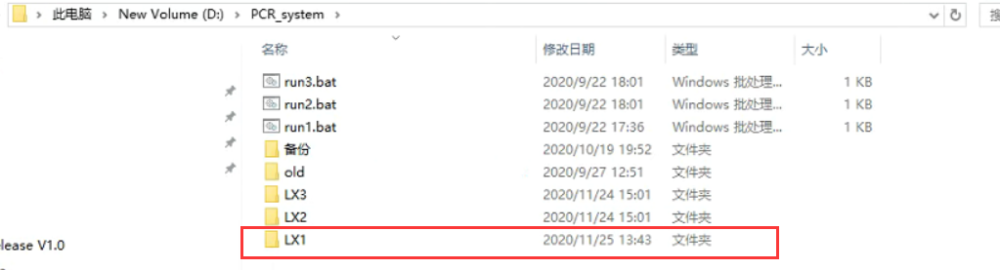 此电脑 > New Volume (D:) > PCR_system >
名称 修改日期 类型 大小
run3.bat 2020/9/22 18:01 Windows 批处理... 1 KB
run2.bat 2020/9/22 18:01 Windows 批处理... 1 KB
run1.bat 2020/9/22 17:36 Windows 批处理... 1 KB
备份 2020/10/19 19:52 文件夹
old 2020/9/27 12:51 文件夹
LX3 2020/11/24 15:01 文件夹
LX2 2020/11/24 15:01 文件夹
LX1 2020/11/25 13:43 文件夹
elease V1.0